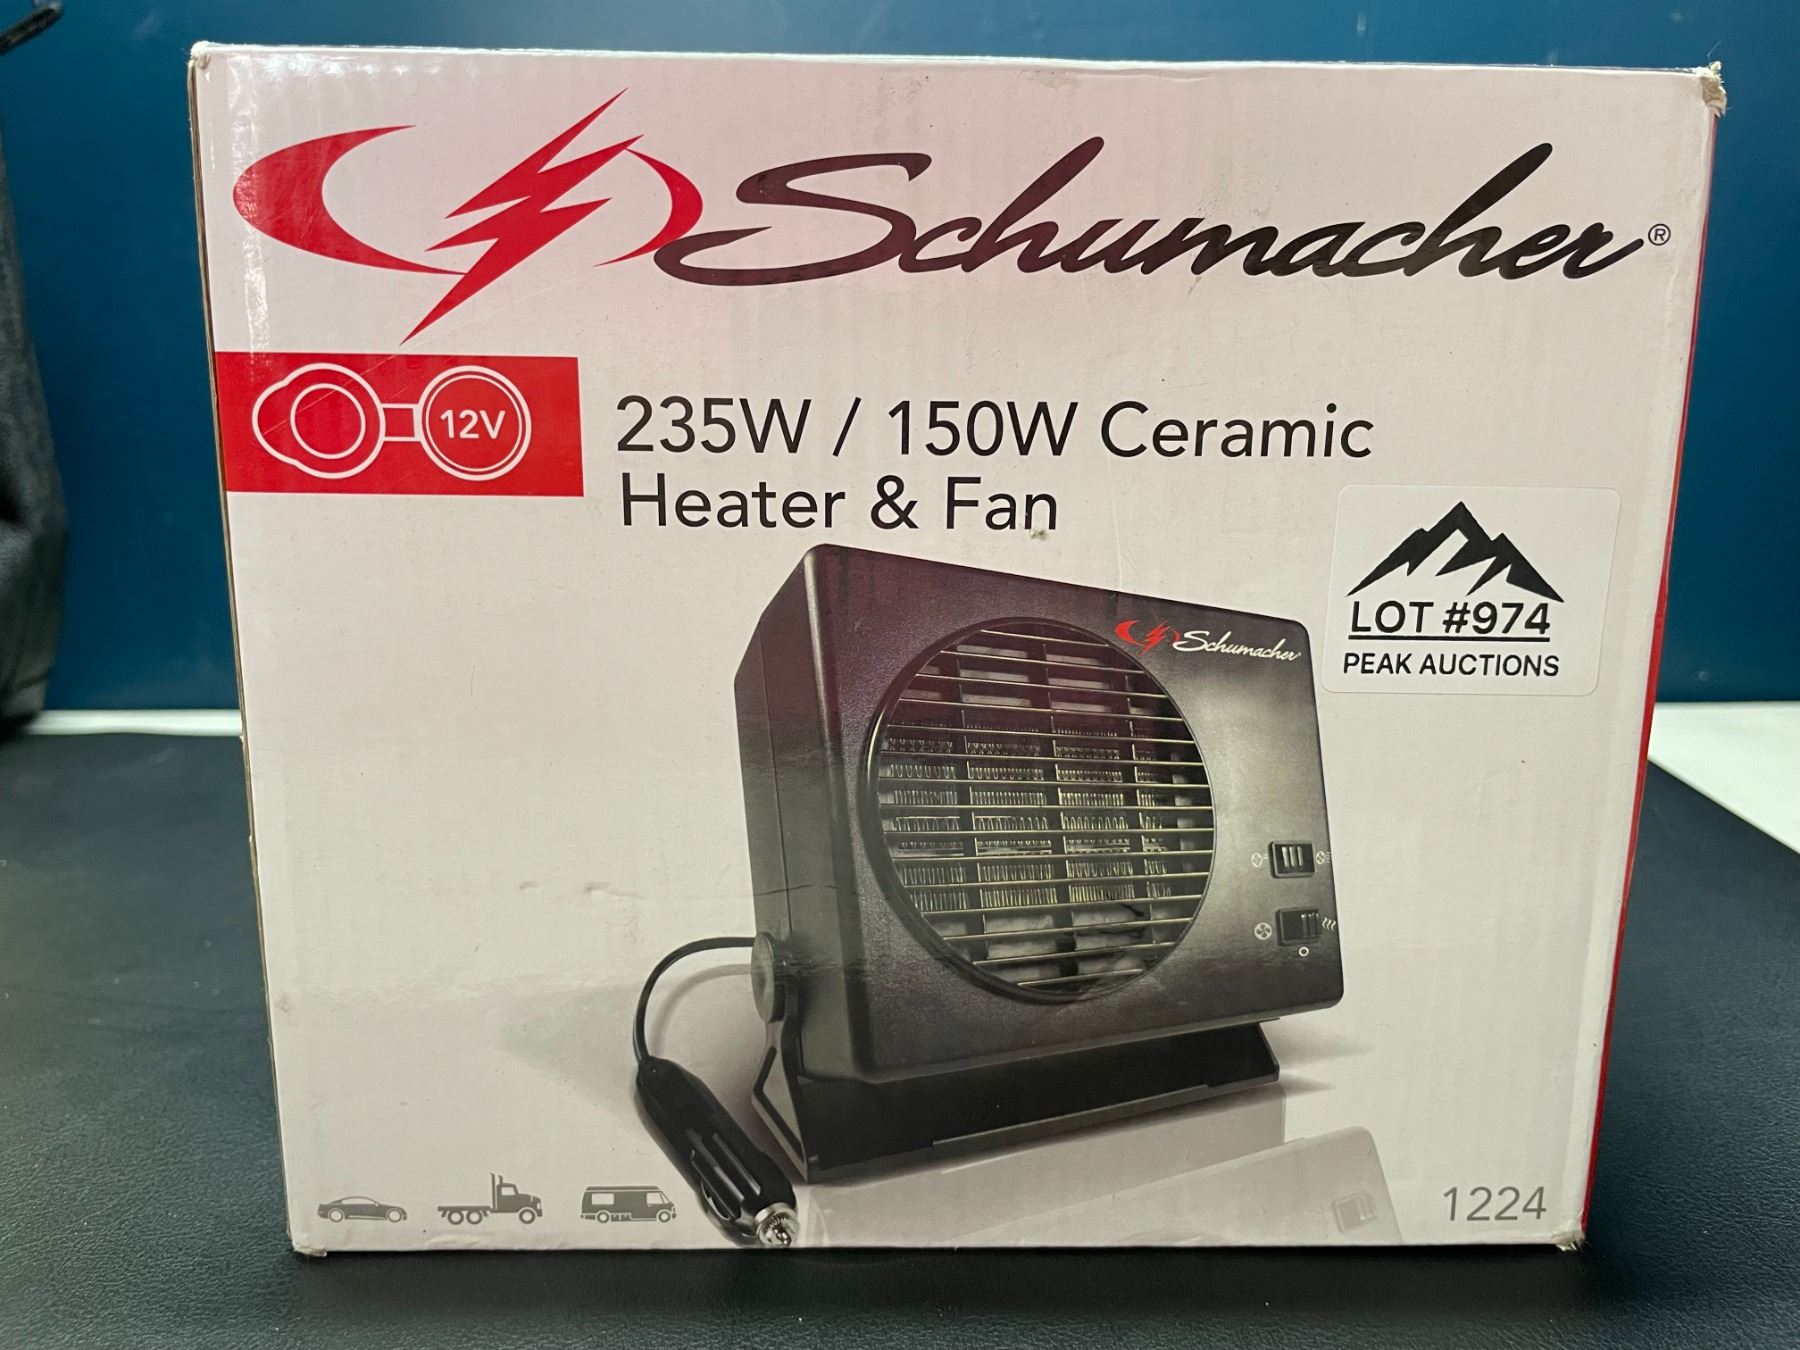 Schumacher®
12V
235W / 150W Ceramic
Heater & Fan
LOT #974
PEAK AUCTIONS
Schumacher
1224